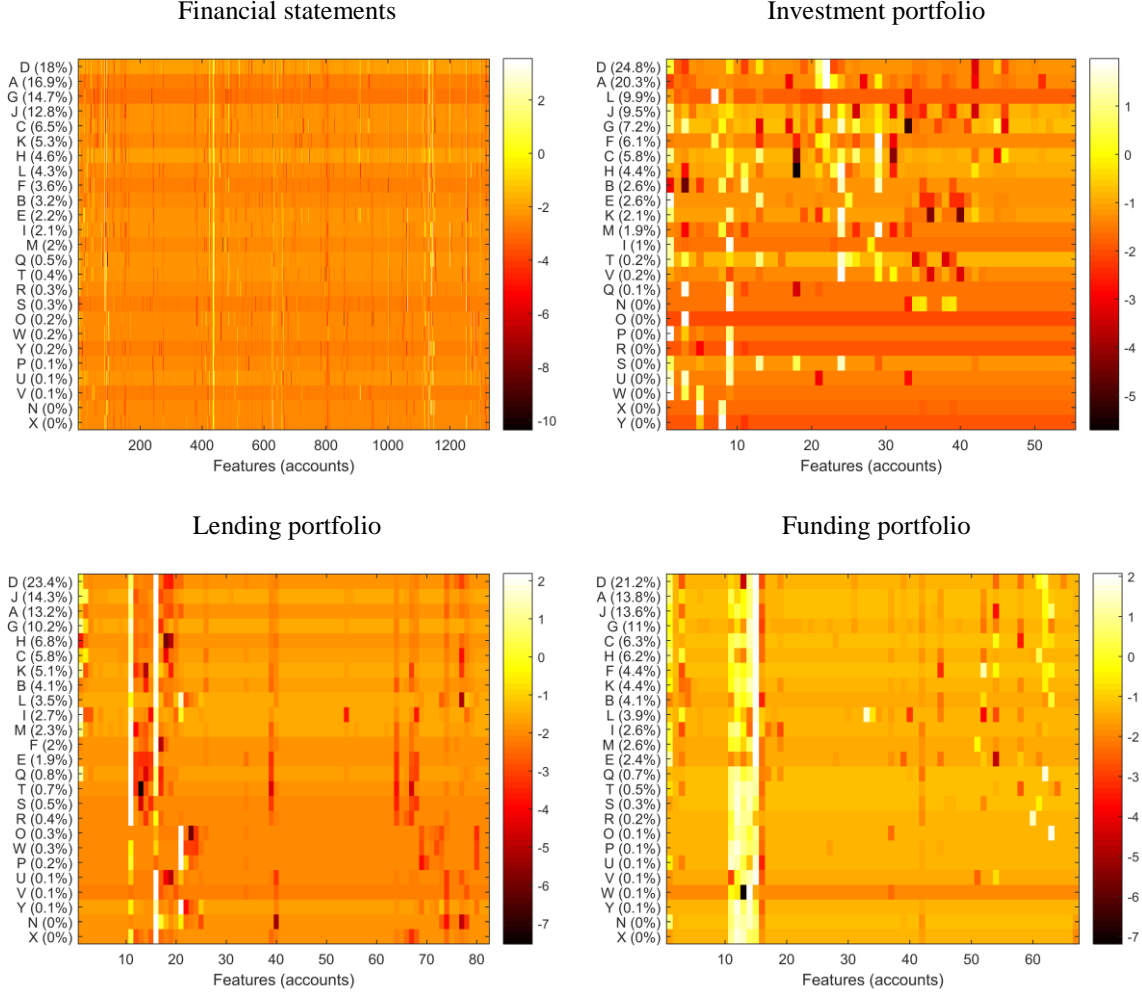 Financial statements
D (18%)
A (16.9%)
G (14.7%)
J (12.8%)
C (6.5%)
K (5.3%)
H (4.6%)
L (4.3%)
F (3.6%)
B (3.2%)
E (2.2%)
I (2.1%)
M (2%)
Q (0.5%)
T (0.4%)
R (0.3%)
S (0.3%)
O (0.2%)
W (0.2%)
Y (0.2%)
P (0.1%)
U (0.1%)
V (0.1%)
N (0%)
X (0%)
200 400 600 800 1000 1200
Features (accounts)
2
0
-2
-4
-6
-8
-10
Investment portfolio
D (24.8%)
A (20.3%)
L (9.9%)
J (9.5%)
G (7.2%)
F (6.1%)
C (5.8%)
H (4.4%)
B (2.6%)
E (2.6%)
K (2.1%)
M (1.9%)
I (1%)
T (0.2%)
V (0.2%)
Q (0.1%)
N (0%)
O (0%)
P (0%)
R (0%)
S (0%)
U (0%)
W (0%)
X (0%)
Y (0%)
10 20 30 40 50
Features (accounts)
1
0
-1
-2
-3
-4
-5
Lending portfolio
D (23.4%)
J (14.3%)
A (13.2%)
G (10.2%)
H (6.8%)
C (5.8%)
K (5.1%)
B (4.1%)
L (3.5%)
I (2.7%)
M (2.3%)
F (2%)
E (1.9%)
Q (0.8%)
T (0.7%)
S (0.5%)
R (0.4%)
O (0.3%)
W (0.3%)
P (0.2%)
U (0.1%)
V (0.1%)
Y (0.1%)
N (0%)
X (0%)
10 20 30 40 50 60 70 80
Features (accounts)
2
1
0
-1
-2
-3
-4
-5
-6
-7
Funding portfolio
D (21.2%)
A (13.8%)
J (13.6%)
G (11%)
C (6.3%)
H (6.2%)
F (4.4%)
K (4.4%)
B (4.1%)
L (3.9%)
I (2.6%)
M (2.6%)
E (2.4%)
Q (0.7%)
T (0.5%)
S (0.3%)
R (0.2%)
O (0.1%)
P (0.1%)
U (0.1%)
V (0.1%)
W (0.1%)
Y (0.1%)
N (0%)
X (0%)
10 20 30 40 50 60
Features (accounts)
2
1
0
-1
-2
-3
-4
-5
-6
-7